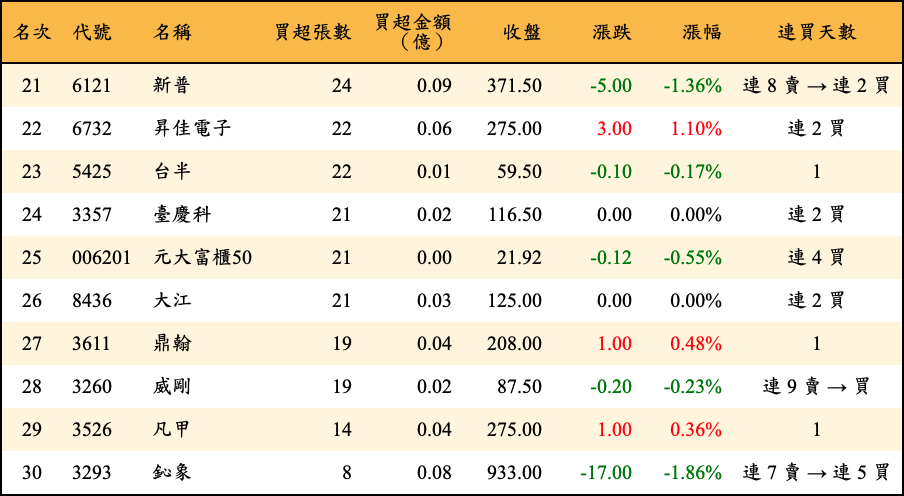 名次 代號 名稱 買超張數 買超金額（億） 收盤 漲跌 漲幅 連買天數
21 6121 新普 24 0.09 371.50 -5.00 -1.36% 連 8 賣 → 連 2 買
22 6732 昇佳電子 22 0.06 275.00 3.00 1.10% 連 2 買
23 5425 台半 22 0.01 59.50 -0.10 -0.17% 1
24 3357 臺慶科 21 0.02 116.50 0.00 0.00% 連 2 買
25 006201 元大富櫃50 21 0.00 21.92 -0.12 -0.55% 連 4 買
26 8436 大江 21 0.03 125.00 0.00 0.00% 連 2 買
27 3611 鼎翰 19 0.04 208.00 1.00 0.48% 1
28 3260 威剛 19 0.02 87.50 -0.20 -0.23% 連 9 賣 → 買
29 3526 凡甲 14 0.04 275.00 1.00 0.36% 1
30 3293 鈊象 8 0.08 933.00 -17.00 -1.86% 連 7 賣 → 連 5 買